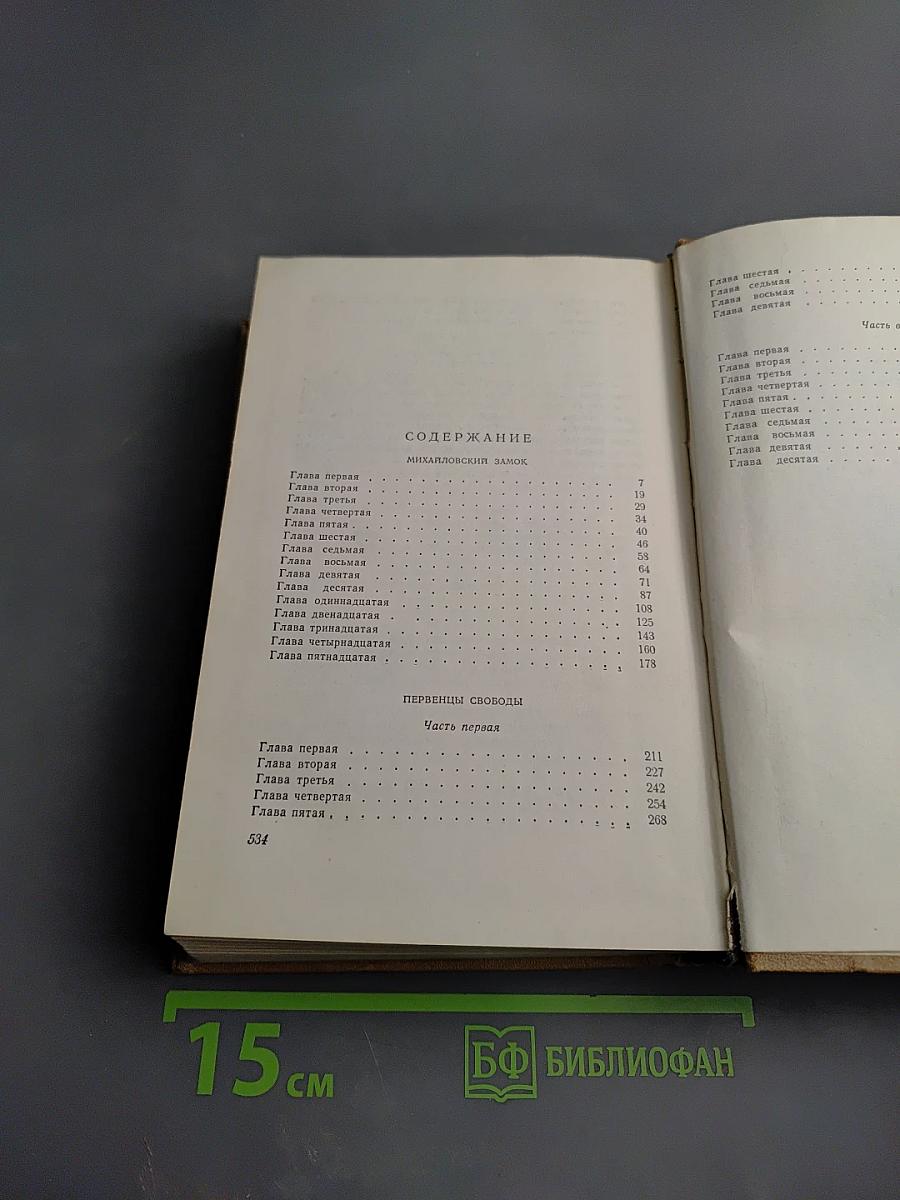 СОДЕРЖАНИЕ
МИХАЙЛОВСКИЙ ЗАМОК
Глава первая . . . . . . . . . . . . . . . . . 7
Глава вторая . . . . . . . . . . . . . . . . . 19
Глава третья . . . . . . . . . . . . . . . . . 29
Глава четвертая . . . . . . . . . . . . . . . . 34
Глава пятая . . . . . . . . . . . . . . . . . . 40
Глава шестая . . . . . . . . . . . . . . . . . 46
Глава седьмая . . . . . . . . . . . . . . . . . 58
Глава восьмая . . . . . . . . . . . . . . . . . 64
Глава девятая . . . . . . . . . . . . . . . . . 71
Глава десятая . . . . . . . . . . . . . . . . . 87
Глава одиннадцатая . . . . . . . . . . . . . . . 108
Глава двенадцатая . . . . . . . . . . . . . . . 125
Глава тринадцатая . . . . . . . . . . . . . . . 143
Глава четырнадцатая . . . . . . . . . . . . . . 160
Глава пятнадцатая . . . . . . . . . . . . . . . 178
ПЕРВЕНЦЫ СВОБОДЫ
Часть первая
Глава первая . . . . . . . . . . . . . . . . . 211
Глава вторая . . . . . . . . . . . . . . . . . 227
Глава третья . . . . . . . . . . . . . . . . . 242
Глава четвертая . . . . . . . . . . . . . . . . 254
Глава пятая . . . . . . . . . . . . . . . . . . 268
534
Глава шестая . . . . . . .
Глава седьмая . . . . . .
Глава восьмая . . . . . .
Глава девятая . . . . . .
Часть в
Глава первая . . . . . . .
Глава вторая . . . . . . .
Глава третья . . . . . . .
Глава четвертая . . . . . .
Глава пятая . . . . . . . .
Глава шестая . . . . . . .
Глава седьмая . . . . . .
Глава восьмая . . . . . .
Глава девятая . . . . . .
Глава десятая . . . . . .
15 см
БФ БИБЛИОФАН